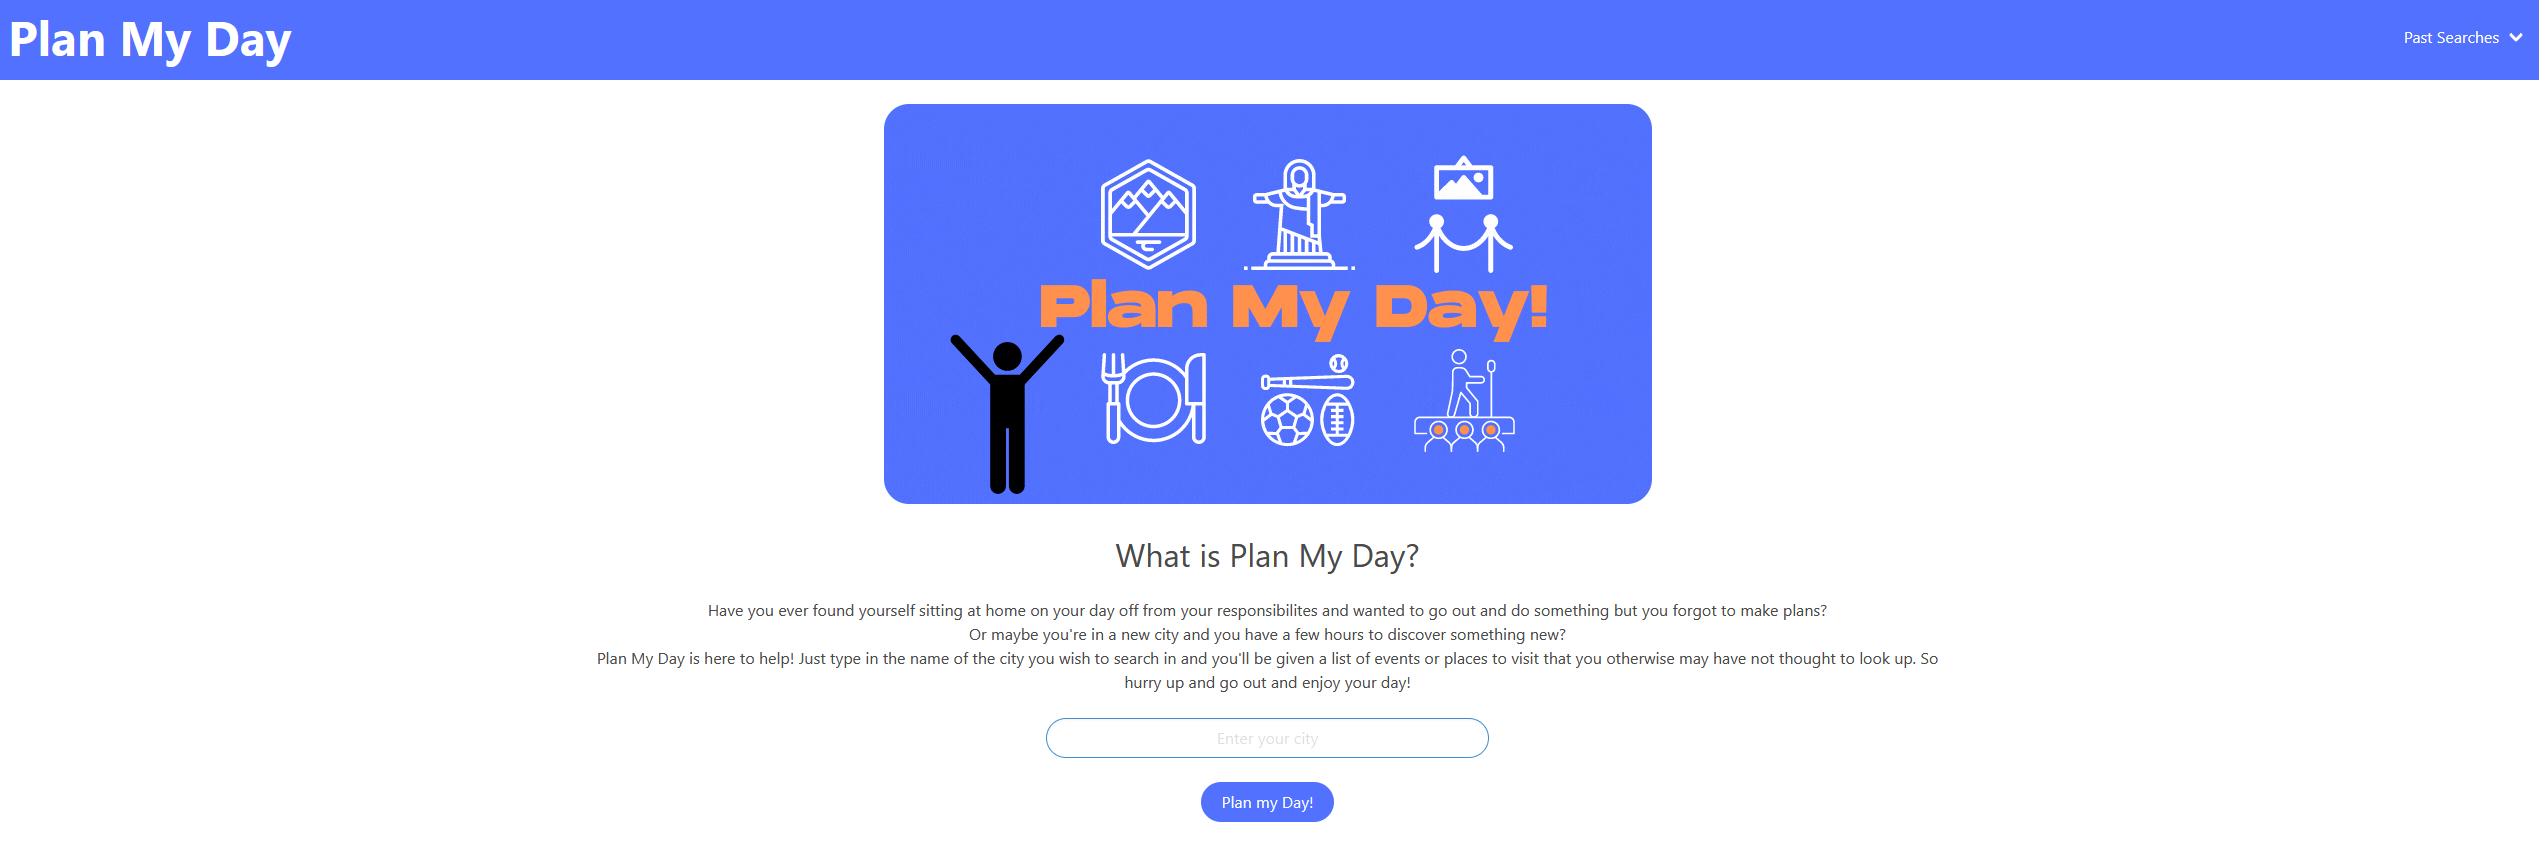 Plan My Day
Past Searches
Plan My Day!
What is Plan My Day?
Have you ever found yourself sitting at home on your day off from your responsibilites and wanted to go out and do something but you forgot to make plans?
Or maybe you're in a new city and you have a few hours to discover something new?
Plan My Day is here to help! Just type in the name of the city you wish to search in and you'll be given a list of events or places to visit that you otherwise may have not thought to look up. So
hurry up and go out and enjoy your day!
Enter your city
Plan my Day!